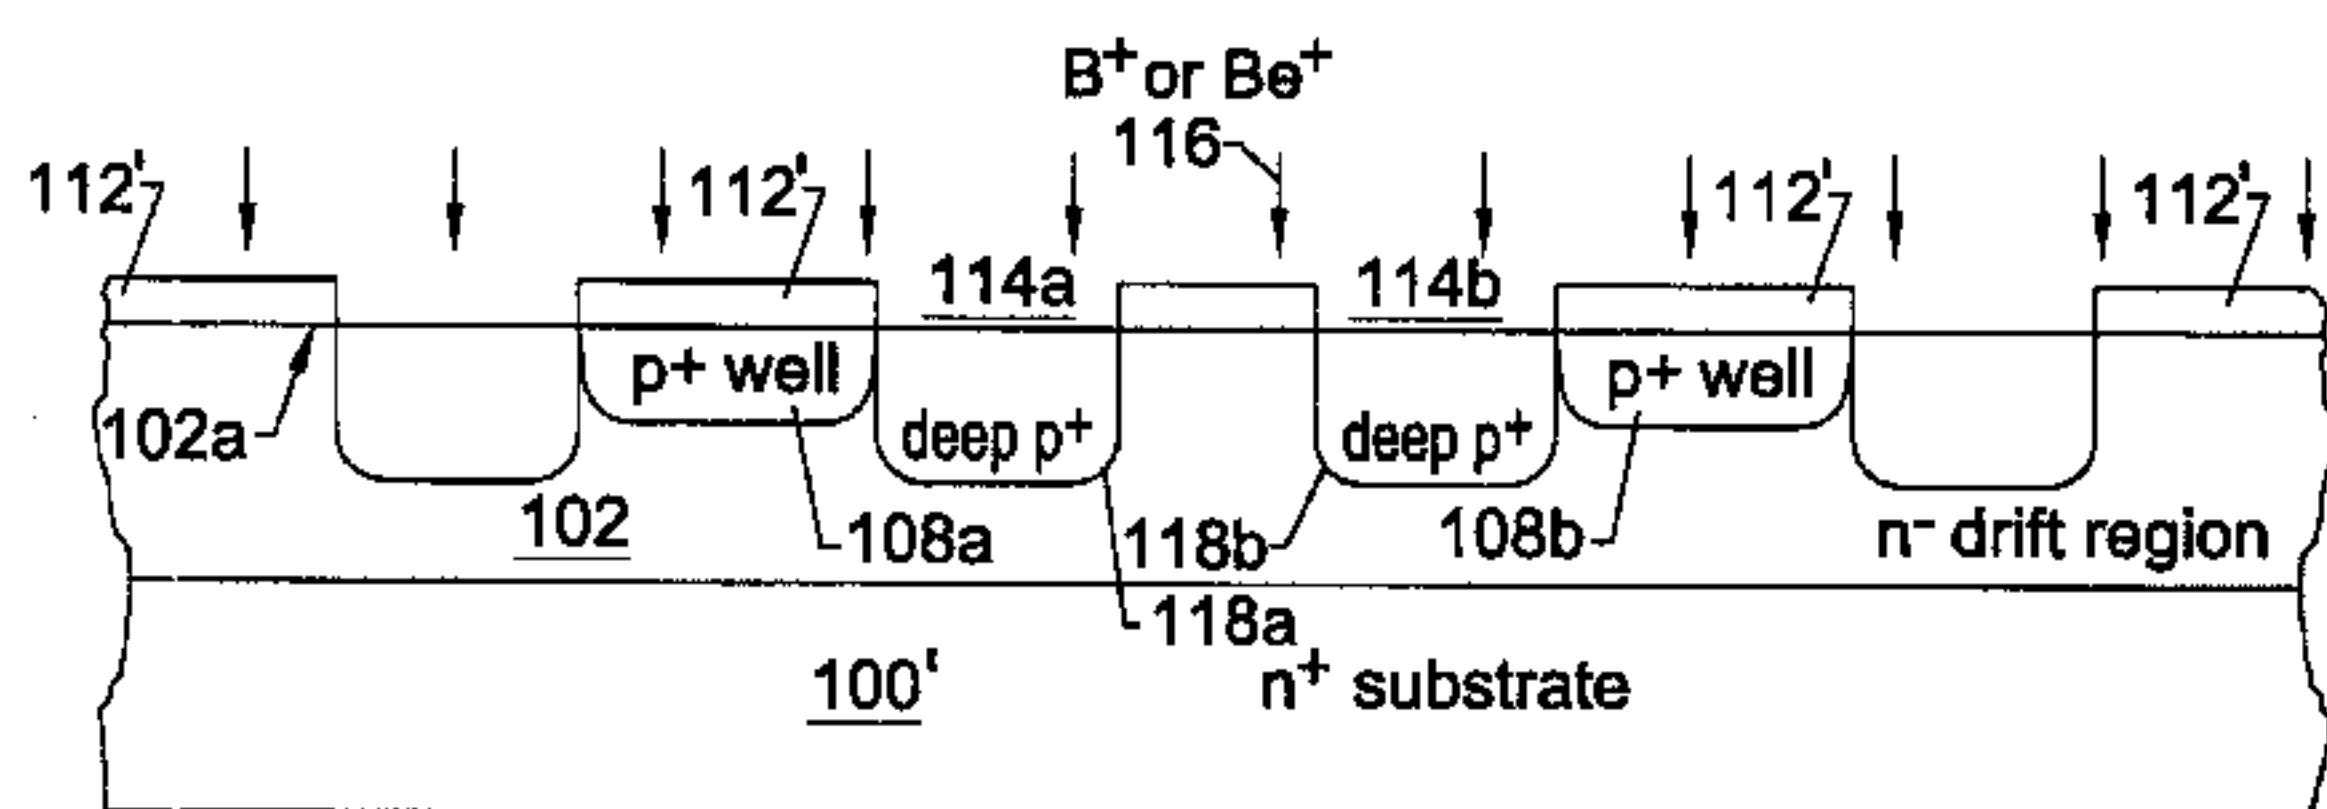 B+ or Be+
116
112'
112'
112'
112'
114a
114b
p+ well
p+ well
102a
deep p+
deep p+
102
108a
118b
108b
n- drift region
118a
100'
n+ substrate